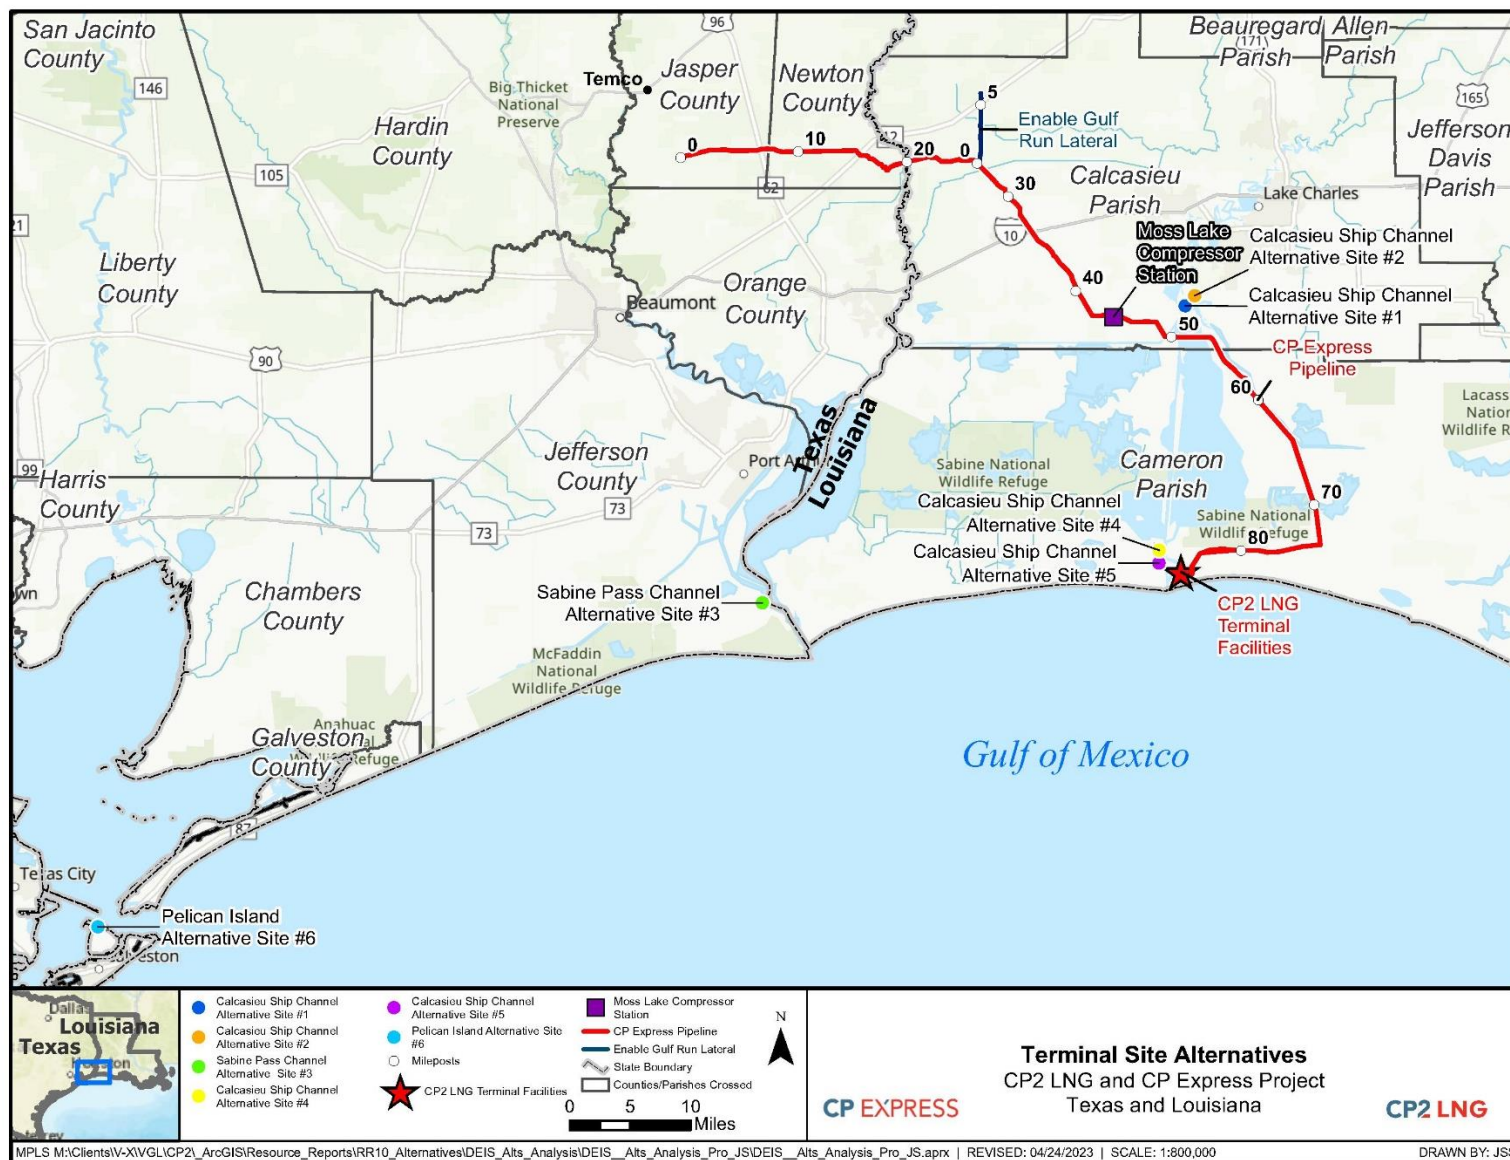 San Jacinto
County
146
96
Beauregard
Parish
171
Allen
Parish
Jasper
County
Newton
County
Temco
Big Thicket
National
Preserve
5
165
Hardin
County
12
Enable Gulf
Run Lateral
Jefferson
Davis
Parish
0
10
20
0
105
62
30
Calcasieu
Parish
Lake Charles
21
10
Moss Lake
Compressor
Station
Calcasieu Ship Channel
Alternative Site #2
Liberty
County
Orange
County
40
Calcasieu Ship Channel
Alternative Site #1
Beaumont
50
90
CP Express
Pipeline
60
Texas
Louisiana
Jefferson
County
Port
99
Harris
County
Sabine National
Wildlife Refuge
Cameron
Parish
70
73
73
Calcasieu Ship Channel
Alternative Site #4
Sabine National
Wildlife Refuge
80
Calcasieu Ship Channel
Alternative Site #5
Chambers
County
Sabine Pass Channel
Alternative Site #3
CP2 LNG
Terminal
Facilities
McFaddin
National
Wildlife Refuge
Anahuac
Galveston
County
Refuge
Gulf of Mexico
87
Texas City
Pelican Island
Alternative Site #6
Dallas
Louisiana
Texas
Calcasieu Ship Channel
Alternative Site #1
Calcasieu Ship Channel
Alternative Site #2
Sabine Pass Channel
Alternative Site #3
Calcasieu Ship Channel
Alternative Site #4
Calcasieu Ship Channel
Alternative Site #5
Pelican Island Alternative Site
#6
Mileposts
CP2 LNG Terminal Facilities
Moss Lake Compressor
Station
CP Express Pipeline
Enable Gulf Run Lateral
State Boundary
Counties/Parishes Crossed
0 5 10
Miles
N
Terminal Site Alternatives
CP2 LNG and CP Express Project
Texas and Louisiana
CP EXPRESS
CP2 LNG
MPLS M:\Clients\V-X\VGL\CP2\_ArcGIS\Resource_Reports\RR10_Alternatives\DEIS_Alts_Analysis\DEIS__Alts_Analysis_Pro_JS\DEIS__Alts_Analysis_Pro_JS.aprx | REVISED: 04/24/2023 | SCALE: 1:800,000
DRAWN BY: JS